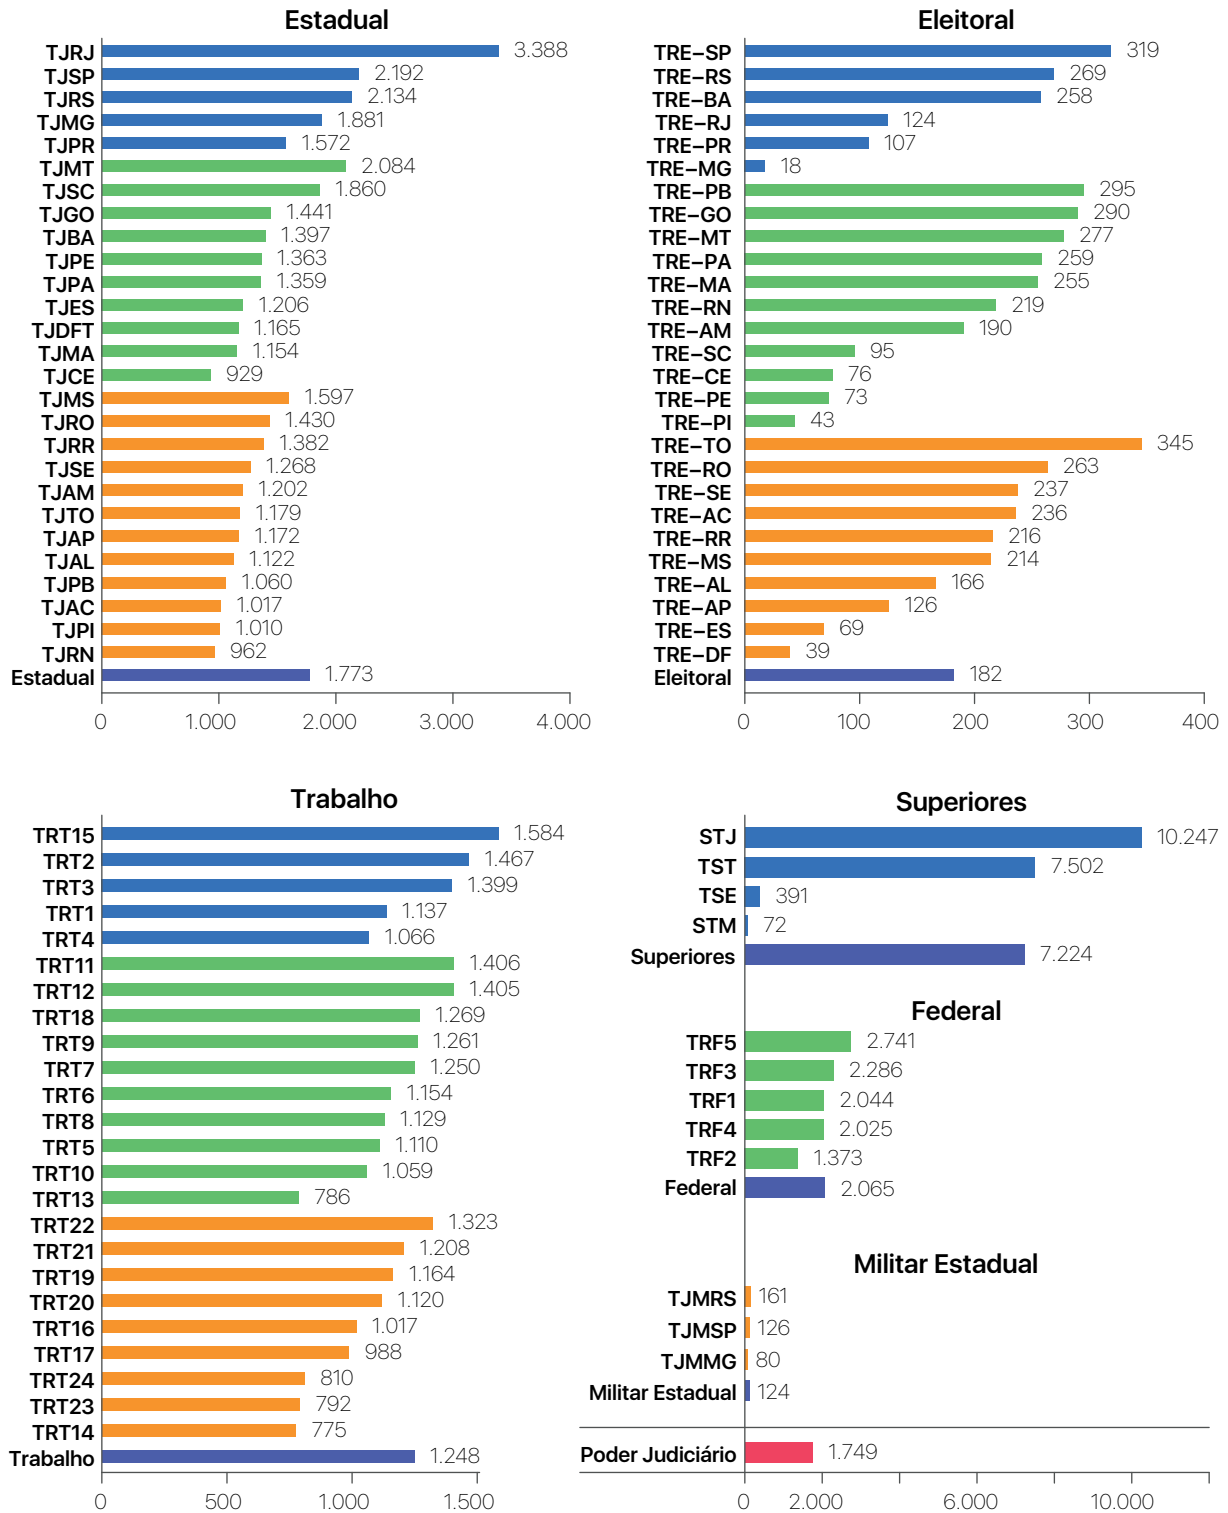 Estadual
TJRJ 3.388
TJSP 2.192
TJRS 2.134
TJMG 1.881
TJPR 1.572
TJMT 2.084
TJSC 1.860
TJGO 1.441
TJBA 1.397
TJPE 1.363
TJPA 1.359
TJES 1.206
TJDFT 1.165
TJMA 1.154
TJCE 929
TJMS 1.597
TJRO 1.430
TJRR 1.382
TJSE 1.268
TJAM 1.202
TJTO 1.179
TJAP 1.172
TJAL 1.122
TJPB 1.060
TJAC 1.017
TJPI 1.010
TJRN 962
Estadual 1.773
0 1.000 2.000 3.000 4.000
Eleitoral
TRE–SP 319
TRE–RS 269
TRE–BA 258
TRE–RJ 124
TRE–PR 107
TRE–MG 18
TRE–PB 295
TRE–GO 290
TRE–MT 277
TRE–PA 259
TRE–MA 255
TRE–RN 219
TRE–AM 190
TRE–SC 95
TRE–CE 76
TRE–PE 73
TRE–PI 43
TRE–TO 345
TRE–RO 263
TRE–SE 237
TRE–AC 236
TRE–RR 216
TRE–MS 214
TRE–AL 166
TRE–AP 126
TRE–ES 69
TRE–DF 39
Eleitoral 182
0 100 200 300 400
Trabalho
TRT15 1.584
TRT2 1.467
TRT3 1.399
TRT1 1.137
TRT4 1.066
TRT11 1.406
TRT12 1.405
TRT18 1.269
TRT9 1.261
TRT7 1.250
TRT6 1.154
TRT8 1.129
TRT5 1.110
TRT10 1.059
TRT13 786
TRT22 1.323
TRT21 1.208
TRT19 1.164
TRT20 1.120
TRT16 1.017
TRT17 988
TRT24 810
TRT23 792
TRT14 775
Trabalho 1.248
0 500 1.000 1.500
Superiores
STJ 10.247
TST 7.502
TSE 391
STM 72
Superiores 7.224
Federal
TRF5 2.741
TRF3 2.286
TRF1 2.044
TRF4 2.025
TRF2 1.373
Federal 2.065
Militar Estadual
TJMRS 161
TJMSP 126
TJMMG 80
Militar Estadual 124
Poder Judiciário 1.749
0 2.000 6.000 10.000